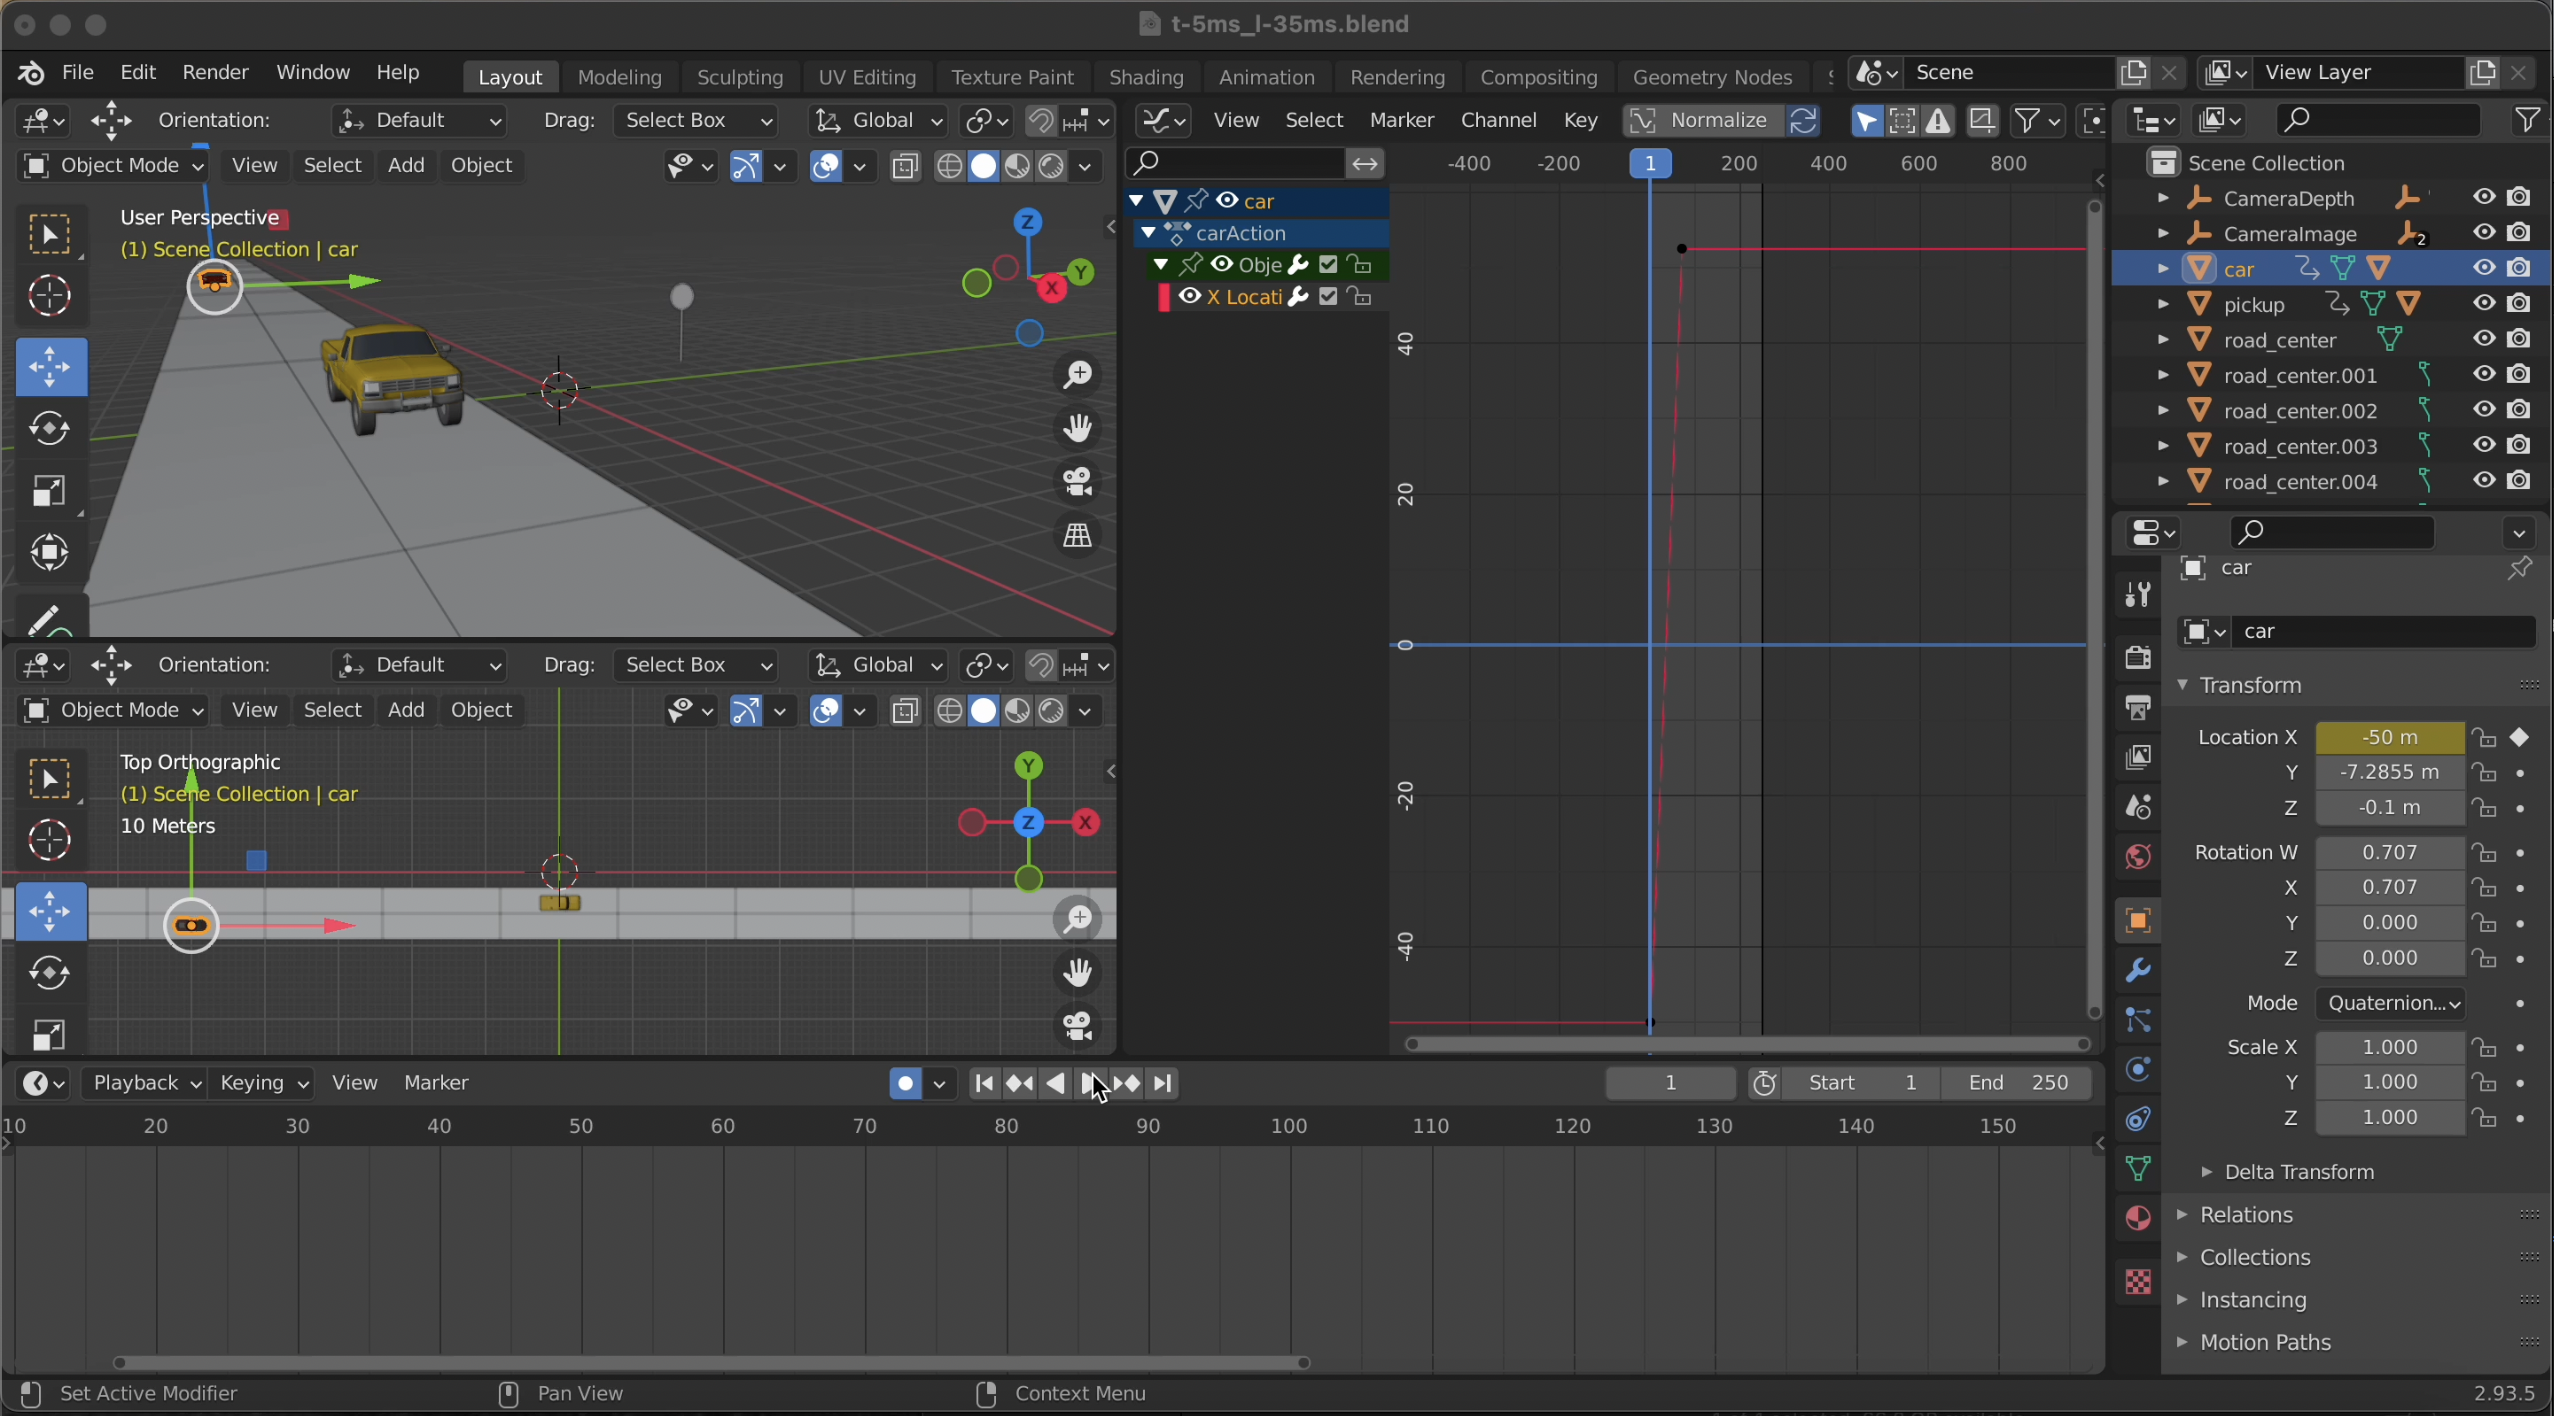 t-5ms_l-35ms.blend
File Edit Render Window Help Layout Modeling Sculpting UV Editing Texture Paint Shading Animation Rendering Compositing Geometry Nodes Scene View Layer
Orientation: Default Drag: Select Box Global
Object Mode View Select Add Object
User Perspective
(1) Scene Collection | car
Z
Y
X
View Select Marker Channel Key Normalize
-400 -200 1 200 400 600 800
car
carAction
Obje
X Locati
40
20
0
-20
-40
Scene Collection
CameraDepth
CameraImage 2
car
pickup
road_center
road_center.001
road_center.002
road_center.003
road_center.004
Orientation: Default Drag: Select Box Global
Object Mode View Select Add Object
Top Orthographic
(1) Scene Collection | car
10 Meters
Y
Z X
car
car
Transform
Location X -50 m
Y -7.2855 m
Z -0.1 m
Rotation W 0.707
X 0.707
Y 0.000
Z 0.000
Mode Quaternion...
Scale X 1.000
Y 1.000
Z 1.000
Delta Transform
Relations
Collections
Instancing
Motion Paths
Playback Keying View Marker 1 Start 1 End 250
10 20 30 40 50 60 70 80 90 100 110 120 130 140 150
Set Active Modifier Pan View Context Menu 2.93.5